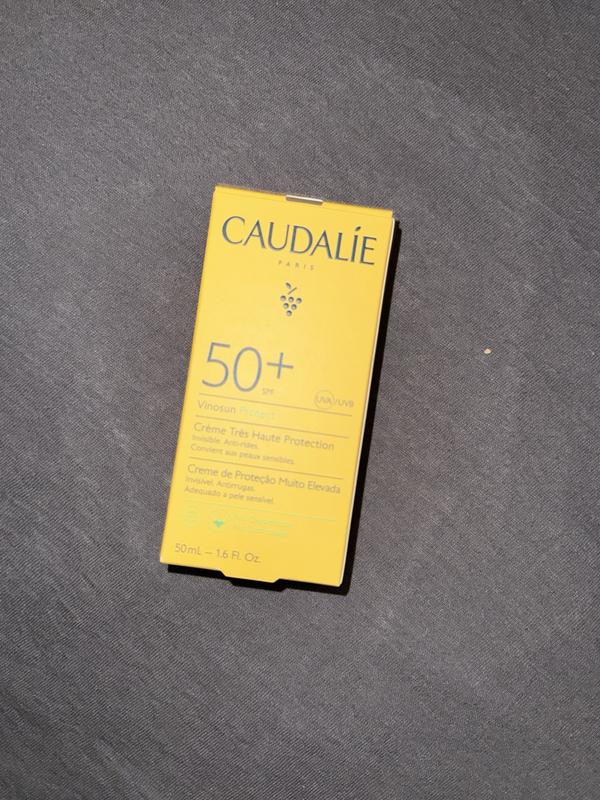 CAUDALÍE
PARIS
50+
SPF
UVA/UVB
Vinosun Protect
Crème Très Haute Protection
Invisible. Anti-rides.
Convient aux peaux sensibles.
Creme de Proteção Muito Elevada
Invisível. Antirrugas.
Adequado a pele sensível.
50mL – 1.6 Fl. Oz.